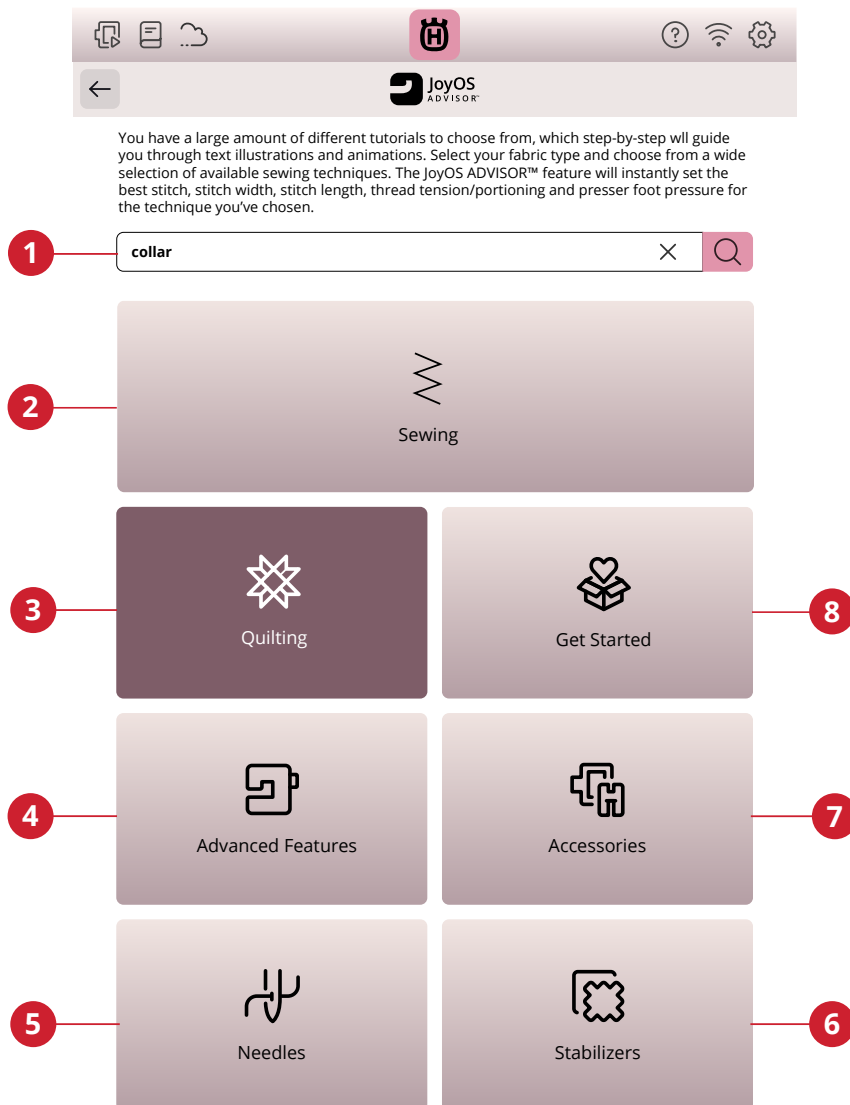 H
JoyOS
ADVISOR™
You have a large amount of different tutorials to choose from, which step-by-step wll guide
you through text illustrations and animations. Select your fabric type and choose from a wide
selection of available sewing techniques. The JoyOS ADVISOR™ feature will instantly set the
best stitch, stitch width, stitch length, thread tension/portioning and presser foot pressure for
the technique you’ve chosen.
1
collar
2
Sewing
3
Quilting
8
Get Started
4
Advanced Features
7
Accessories
5
Needles
6
Stabilizers